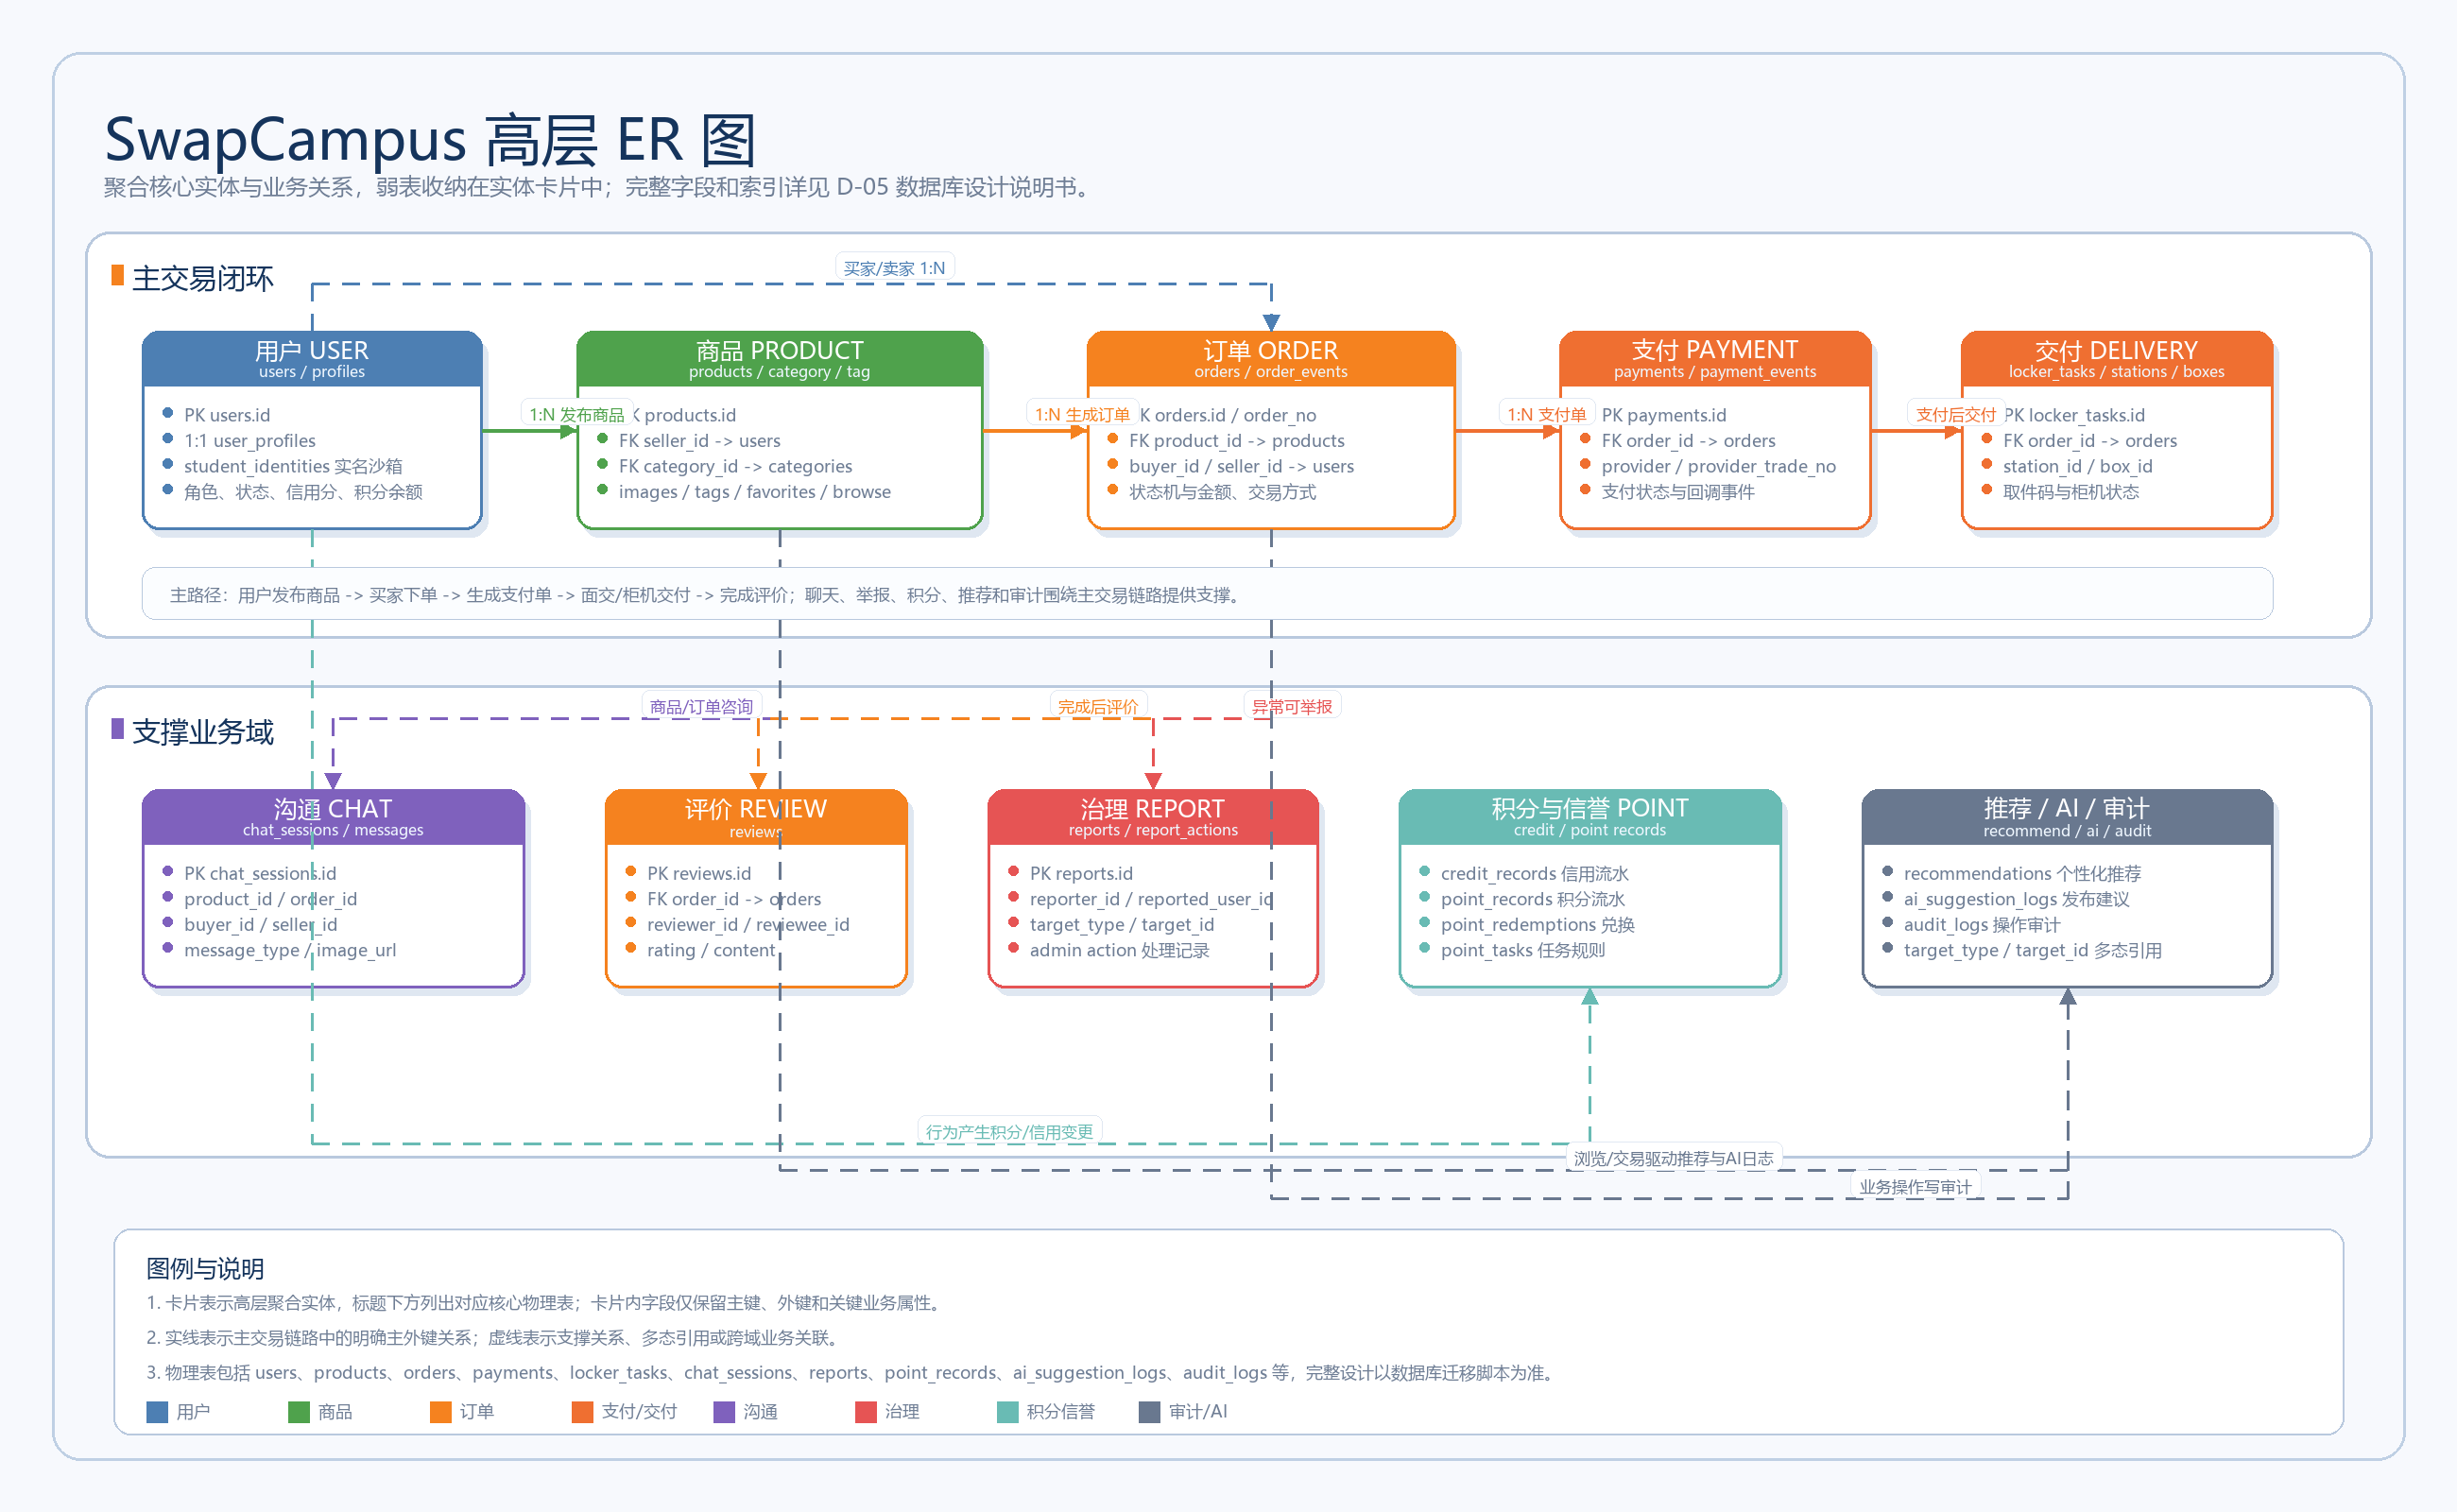 SwapCampus 高层 ER 图
聚合核心实体与业务关系，弱表收纳在实体卡片中；完整字段和索引详见 D-05 数据库设计说明书。
主交易闭环
买家/卖家 1:N
用户 USER
users / profiles
PK users.id
1:1 user_profiles
student_identities 实名沙箱
角色、状态、信用分、积分余额
1:N 发布商品
商品 PRODUCT
products / category / tag
K products.id
FK seller_id -> users
FK category_id -> categories
images / tags / favorites / browse
1:N 生成订单
订单 ORDER
orders / order_events
K orders.id / order_no
FK product_id -> products
buyer_id / seller_id -> users
状态机与金额、交易方式
1:N 支付单
支付 PAYMENT
payments / payment_events
PK payments.id
FK order_id -> orders
provider / provider_trade_no
支付状态与回调事件
支付后交付
交付 DELIVERY
locker_tasks / stations / boxes
PK locker_tasks.id
FK order_id -> orders
station_id / box_id
取件码与柜机状态
主路径：用户发布商品 -> 买家下单 -> 生成支付单 -> 面交/柜机交付 -> 完成评价；聊天、举报、积分、推荐和审计围绕主交易链路提供支撑。
支撑业务域
商品/订单咨询
完成后评价
异常可举报
沟通 CHAT
chat_sessions / messages
PK chat_sessions.id
product_id / order_id
buyer_id / seller_id
message_type / image_url
评价 REVIEW
reviews
PK reviews.id
FK order_id -> orders
reviewer_id / reviewee_id
rating / content
治理 REPORT
reports / report_actions
PK reports.id
reporter_id / reported_user_id
target_type / target_id
admin action 处理记录
积分与信誉 POINT
credit / point records
credit_records 信用流水
point_records 积分流水
point_redemptions 兑换
point_tasks 任务规则
推荐 / AI / 审计
recommend / ai / audit
recommendations 个性化推荐
ai_suggestion_logs 发布建议
audit_logs 操作审计
target_type / target_id 多态引用
行为产生积分/信用变更
浏览/交易驱动推荐与AI日志
业务操作写审计
图例与说明
1. 卡片表示高层聚合实体，标题下方列出对应核心物理表；卡片内字段仅保留主键、外键和关键业务属性。
2. 实线表示主交易链路中的明确主外键关系；虚线表示支撑关系、多态引用或跨域业务关联。
3. 物理表包括 users、products、orders、payments、locker_tasks、chat_sessions、reports、point_records、ai_suggestion_logs、audit_logs 等，完整设计以数据库迁移脚本为准。
用户
商品
订单
支付/交付
沟通
治理
积分信誉
审计/AI